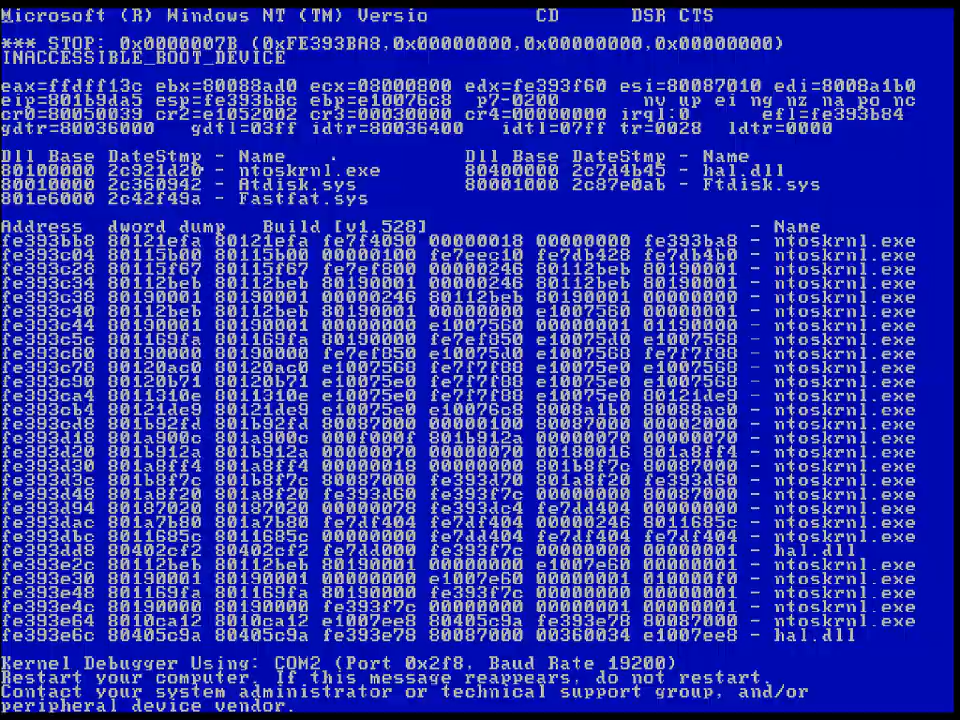 Microsoft (R) Windows NT (TM) Versio CD DSR CTS
*** STOP: 0x0000007B (0xFE393BA8,0x00000000,0x00000000,0x00000000)
INACCESSIBLE_BOOT_DEVICE
eax=ffdff13c ebx=80088ad0 ecx=08000800 edx=fe393f60 esi=80087010 edi=8008a1b0
eip=801b9da5 esp=fe393b8c ebp=e10076c8 p7-0200 nv up ei ng nz na po nc
cr0=80050039 cr2=e1052002 cr3=00030000 cr4=00000000 irql:0 efl=fe393b84
gdtr=80036000 gdtl=03ff idtr=80036400 idtl=07ff tr=0028 ldtr=0000
Dll Base DateStmp - Name Dll Base DateStmp - Name
80100000 2c921d20 - ntoskrnl.exe 80400000 2c7d4b45 - hal.dll
80010000 2c360942 - Atdisk.sys 80001000 2c87e0ab - Ftdisk.sys
801e6000 2c42f49a - Fastfat.sys
Address dword dump Build [v1.528] - Name
fe393bb8 80121efa 80121efa fe7f4090 00000018 00000000 fe393ba8 - ntoskrnl.exe
fe393c04 80115b00 80115b00 00000100 fe7eec10 fe7db428 fe7db4b0 - ntoskrnl.exe
fe393c28 80115f67 80115f67 fe7ef800 00000246 80112beb 80190001 - ntoskrnl.exe
fe393c34 80112beb 80112beb 80190001 00000246 80112beb 80190001 - ntoskrnl.exe
fe393c38 80190001 80190001 00000246 80112beb 80190001 00000000 - ntoskrnl.exe
fe393c40 80112beb 80112beb 80190001 00000000 e1007560 00000001 - ntoskrnl.exe
fe393c44 80190001 80190001 00000000 e1007560 00000001 01190000 - ntoskrnl.exe
fe393c5c 801169fa 801169fa 80190000 fe7ef850 e10075d0 e1007568 - ntoskrnl.exe
fe393c60 80190000 80190000 fe7ef850 e10075d0 e1007568 fe7f7f88 - ntoskrnl.exe
fe393c78 80120ac0 80120ac0 e1007568 fe7f7f88 e10075e0 e1007568 - ntoskrnl.exe
fe393c90 80120b71 80120b71 e10075e0 fe7f7f88 e10075e0 e1007568 - ntoskrnl.exe
fe393ca4 8011310e 8011310e e10075e0 fe7f7f88 e10075e0 80121de9 - ntoskrnl.exe
fe393cb4 80121de9 80121de9 e10075e0 e10076c8 8008a1b0 80088ac0 - ntoskrnl.exe
fe393cd8 801b92fd 801b92fd 80087000 00000100 80087000 00002000 - ntoskrnl.exe
fe393d18 801a900c 801a900c 000f000f 801b912a 00000070 00000070 - ntoskrnl.exe
fe393d20 801b912a 801b912a 00000070 00000070 00180016 801a8ff4 - ntoskrnl.exe
fe393d30 801a8ff4 801a8ff4 00000018 00000000 801b8f7c 80087000 - ntoskrnl.exe
fe393d3c 801b8f7c 801b8f7c 80087000 fe393d70 801a8f20 fe393d60 - ntoskrnl.exe
fe393d48 801a8f20 801a8f20 fe393d60 fe393f7c 00000000 80087000 - ntoskrnl.exe
fe393d94 80187020 80187020 00000078 fe393dc4 fe7dd404 00000000 - ntoskrnl.exe
fe393dac 801a7b80 801a7b80 fe7df404 fe7df404 00000246 8011685c - ntoskrnl.exe
fe393dbc 8011685c 8011685c fe7dd404 fe7df404 fe7df404 00000000 - ntoskrnl.exe
fe393dd8 80402cf2 80402cf2 fe7dd000 fe393f7c 00000000 00000001 - hal.dll
fe393e2c 80112beb 80112beb 80190001 00000000 e1007e60 00000001 - ntoskrnl.exe
fe393e30 80190001 80190001 00000000 e1007e60 00000001 010000f0 - ntoskrnl.exe
fe393e48 801169fa 801169fa 80190000 fe393f7c 00000000 00000000 - ntoskrnl.exe
fe393e4c 80190000 80190000 fe393f7c 00000000 00000000 00000001 - ntoskrnl.exe
fe393e64 8010ca12 8010ca12 e1007ee8 80405c9a fe393e78 80087000 - ntoskrnl.exe
fe393e6c 80405c9a 80405c9a fe393e78 80087000 00360034 e1007ee8 - hal.dll
Kernel Debugger Using: COM2 (Port 0x2f8, Baud Rate 19200)
Restart your computer. If this message reappears, do not restart.
Contact your system administrator or technical support group, and/or
peripheral device vendor.